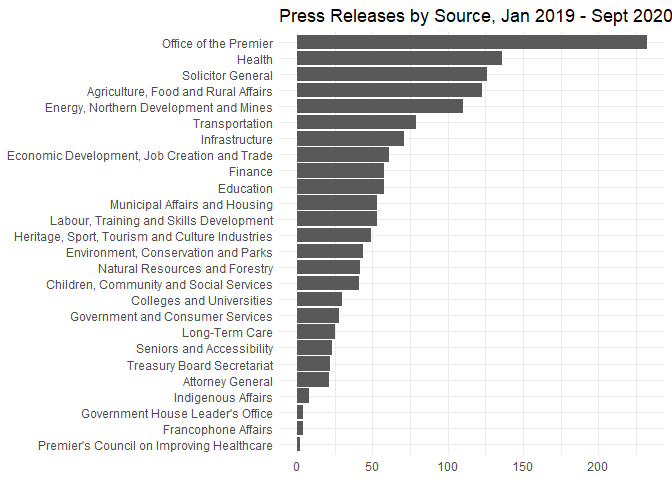 Press Releases by Source, Jan 2019 - Sept 2020
Office of the Premier
Health
Solicitor General
Agriculture, Food and Rural Affairs
Energy, Northern Development and Mines
Transportation
Infrastructure
Economic Development, Job Creation and Trade
Finance
Education
Municipal Affairs and Housing
Labour, Training and Skills Development
Heritage, Sport, Tourism and Culture Industries
Environment, Conservation and Parks
Natural Resources and Forestry
Children, Community and Social Services
Colleges and Universities
Government and Consumer Services
Long-Term Care
Seniors and Accessibility
Treasury Board Secretariat
Attorney General
Indigenous Affairs
Government House Leader's Office
Francophone Affairs
Premier's Council on Improving Healthcare
0 50 100 150 200